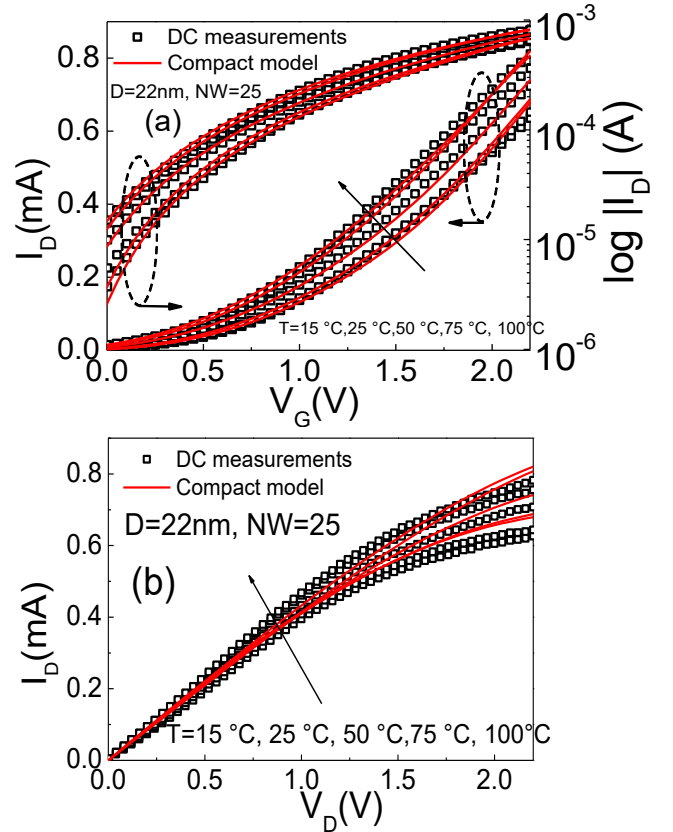 DC measurements
Compact model
D=22nm, NW=25
(a)
0.8
0.6
0.4
0.2
0.0
I_D(mA)
10^-3
10^-4
10^-5
10^-6
log |I_D| (A)
T=15 °C,25 °C,50 °C,75 °C, 100°C
0.0 0.5 1.0 1.5 2.0
V_G(V)
DC measurements
Compact model
D=22nm, NW=25
(b)
0.8
0.6
0.4
0.2
0.0
I_D(mA)
T=15 °C, 25 °C, 50 °C,75 °C, 100°C
0.0 0.5 1.0 1.5 2.0
V_D(V)